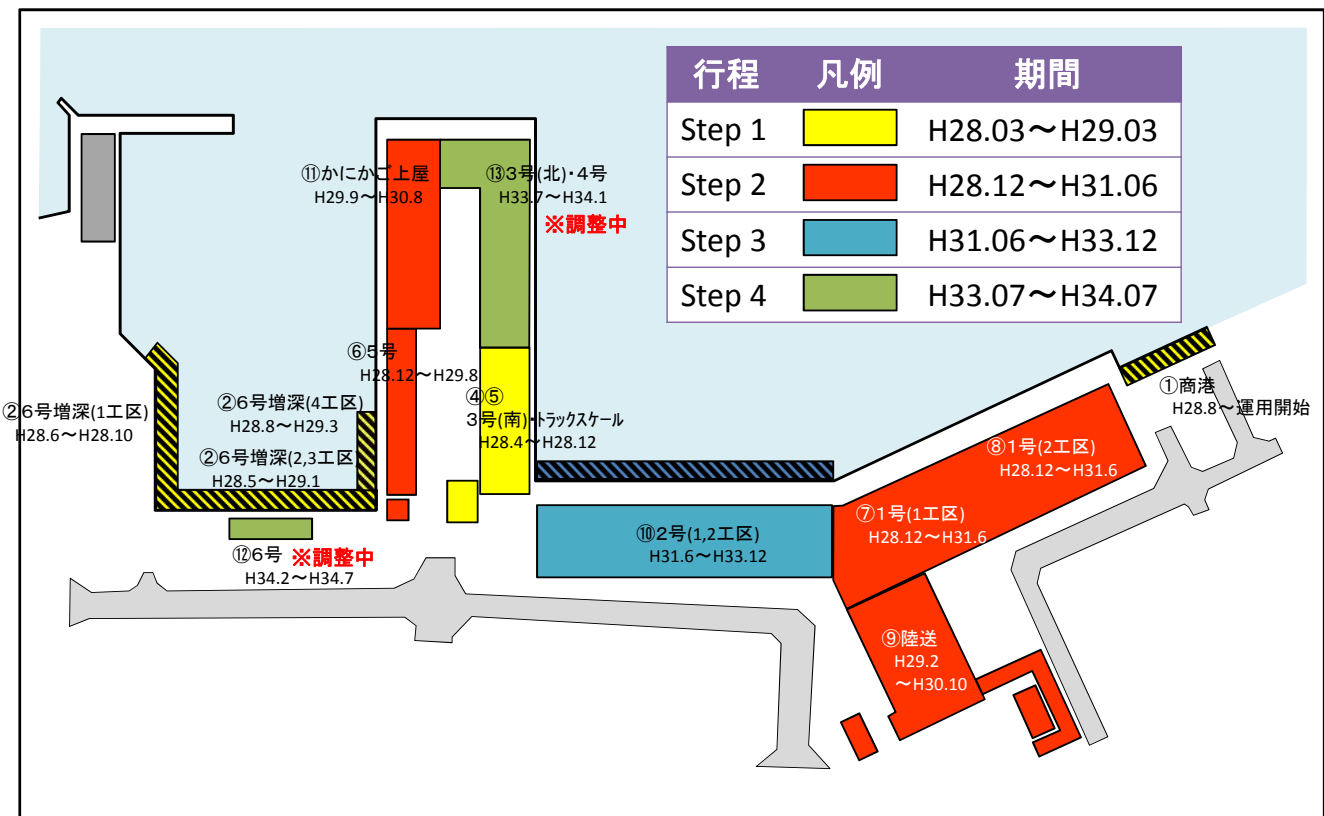 行程 凡例 期間
Step 1 H28.03～H29.03
Step 2 H28.12～H31.06
Step 3 H31.06～H33.12
Step 4 H33.07～H34.07
⑪かにかご上屋
H29.9～H30.8
⑬3号(北)・4号
H33.7～H34.1
※調整中
⑥5号
H28.12～H29.8
④⑤
3号(南)・トラックスケール
H28.4～H28.12
①商港
H28.8～運用開始
②6号増深(1工区)
H28.6～H28.10
②6号増深(4工区)
H28.8～H29.3
②6号増深(2,3工区)
H28.5～H29.1
⑧1号(2工区)
H28.12～H31.6
⑦1号(1工区)
H28.12～H31.6
⑩2号(1,2工区)
H31.6～H33.12
⑫6号 ※調整中
H34.2～H34.7
⑨陸送
H29.2
～H30.10